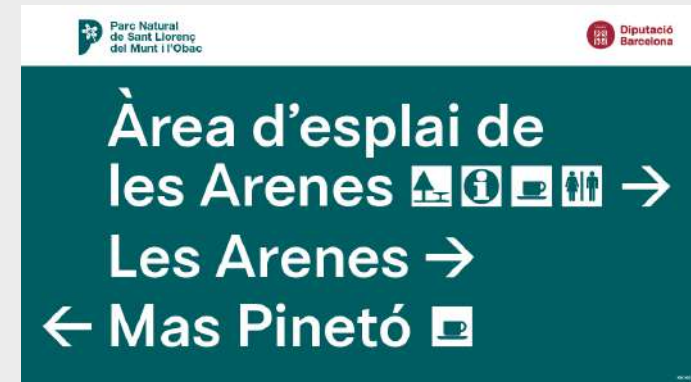 Parc Natural
de Sant Llorenç
del Munt i l'Obac
Diputació
Barcelona
Àrea d'esplai de
les Arenes →
Les Arenes →
← Mas Pinetó